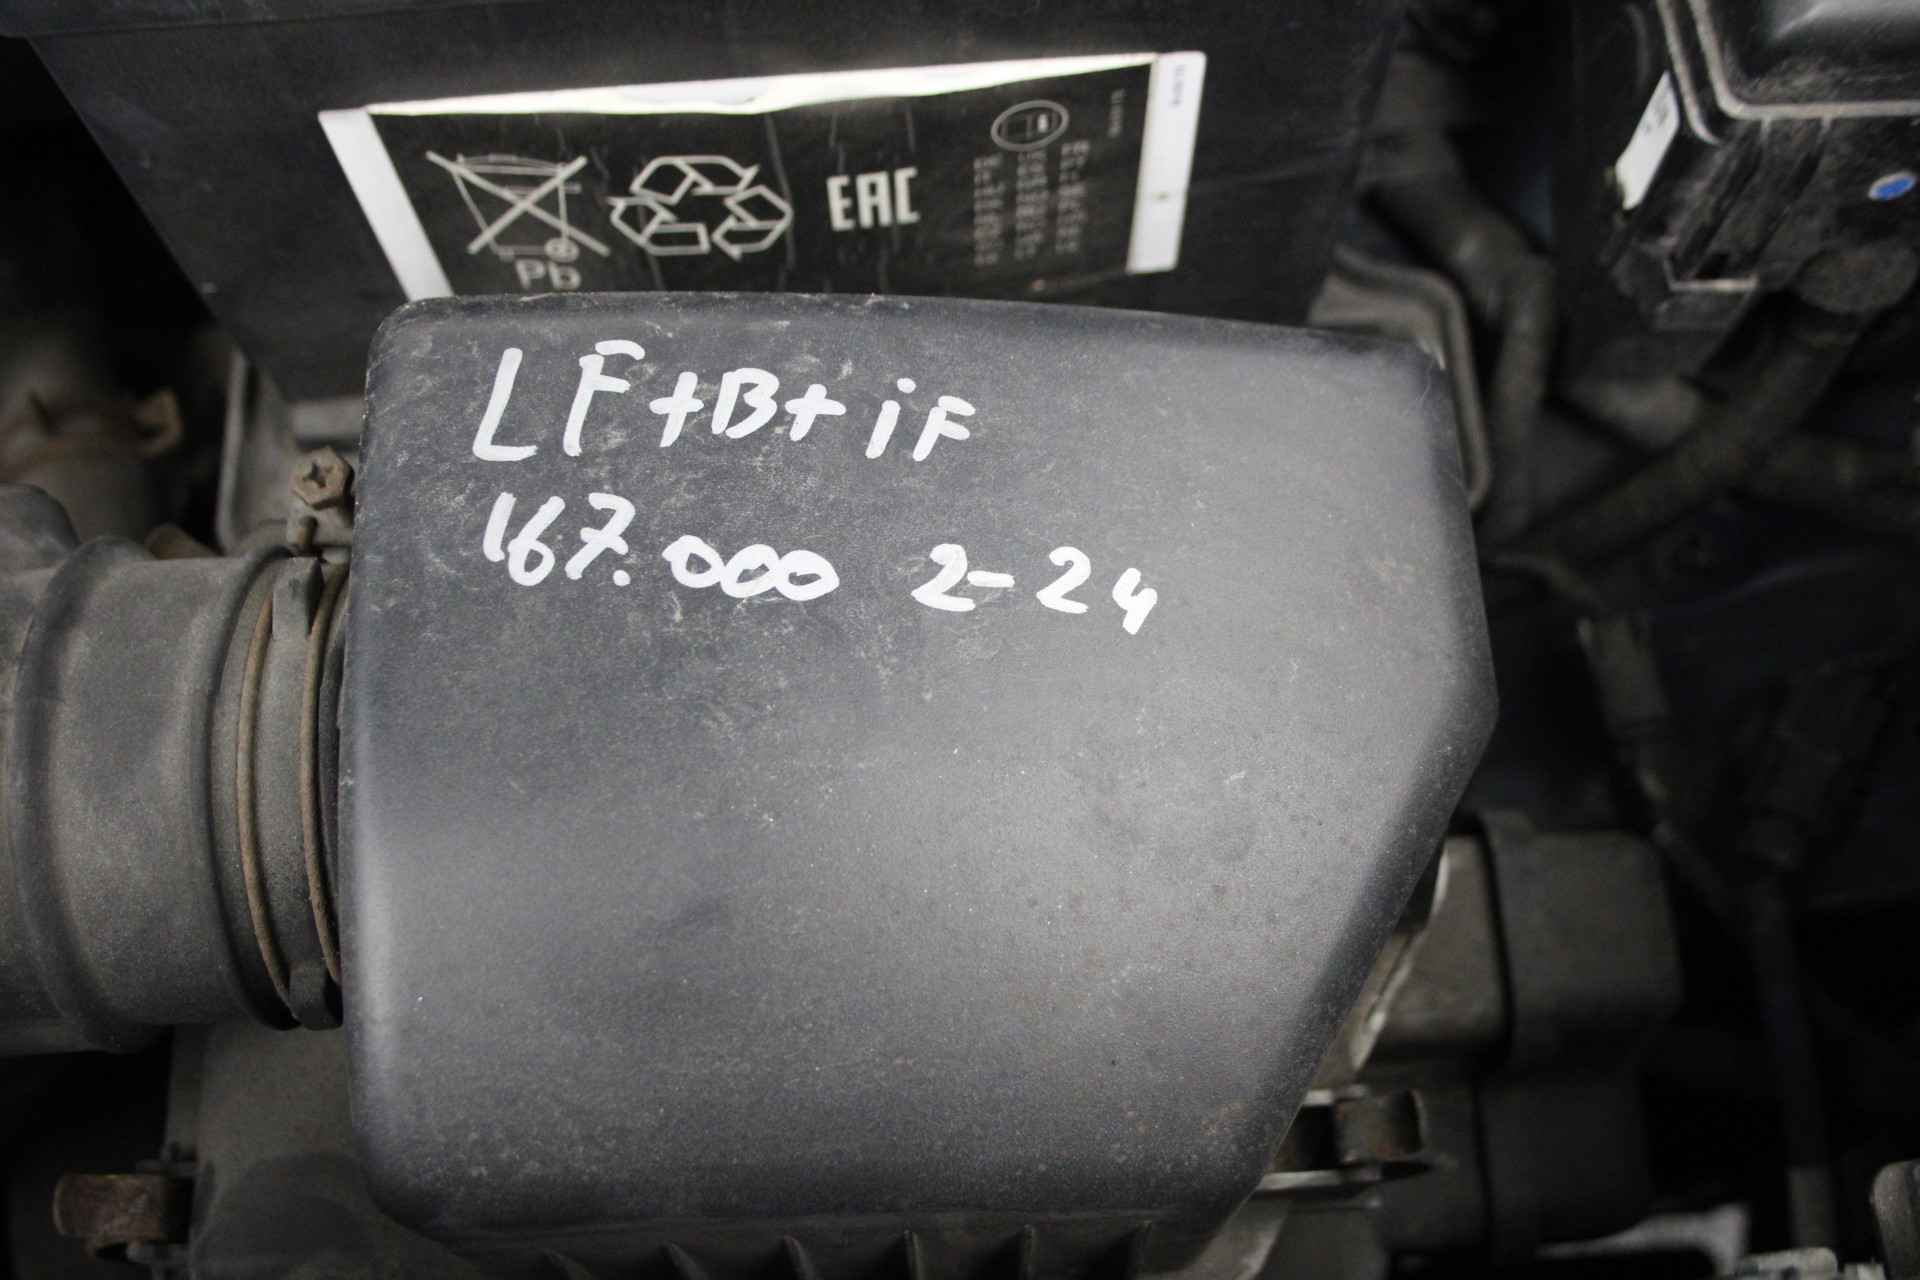 Pb
EAC
LF+B+iF
167.000 2-24